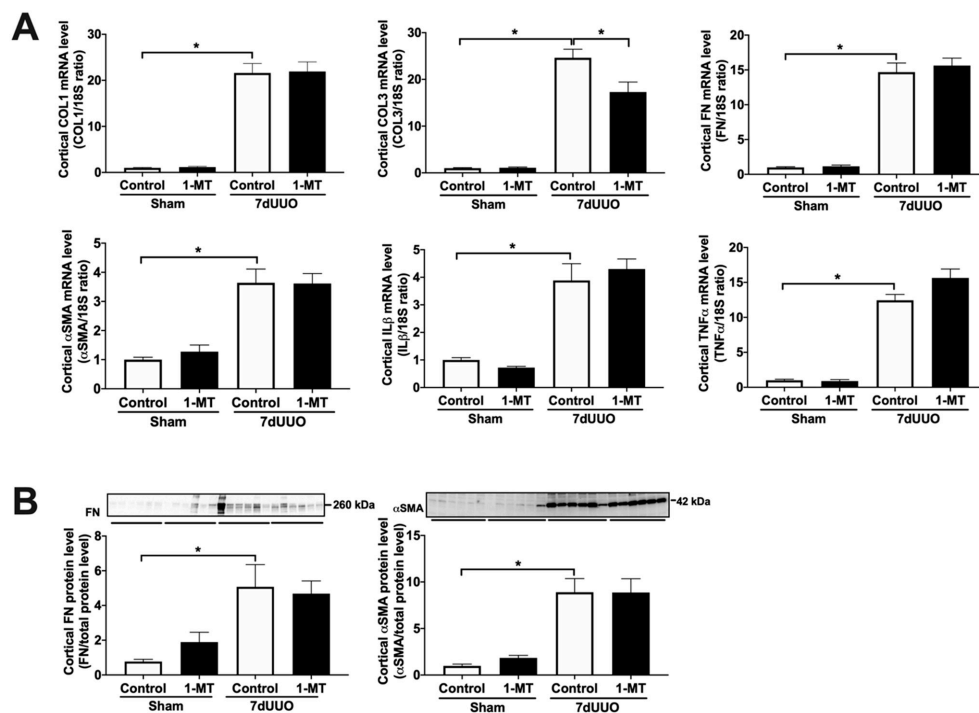 A
Cortical COL1 mRNA level
(COL1/18S ratio)
30
20
10
0
*
Control 1-MT Control 1-MT
Sham 7dUUO
Cortical COL3 mRNA level
(COL3/18S ratio)
30
20
10
0
* *
Control 1-MT Control 1-MT
Sham 7dUUO
Cortical FN mRNA level
(FN/18S ratio)
20
15
10
5
0
*
Control 1-MT Control 1-MT
Sham 7dUUO
Cortical αSMA mRNA level
(αSMA/18S ratio)
5
4
3
2
1
0
*
Control 1-MT Control 1-MT
Sham 7dUUO
Cortical ILβ mRNA level
(ILβ/18S ratio)
5
4
3
2
1
0
*
Control 1-MT Control 1-MT
Sham 7dUUO
Cortical TNFα mRNA level
(TNFα/18S ratio)
20
15
10
5
0
*
Control 1-MT Control 1-MT
Sham 7dUUO
B
FN
260 kDa
Cortical FN protein level
(FN/total protein level)
8
6
4
2
0
*
Control 1-MT Control 1-MT
Sham 7dUUO
αSMA
42 kDa
Cortical αSMA protein level
(αSMA/total protein level)
15
10
5
0
*
Control 1-MT Control 1-MT
Sham 7dUUO